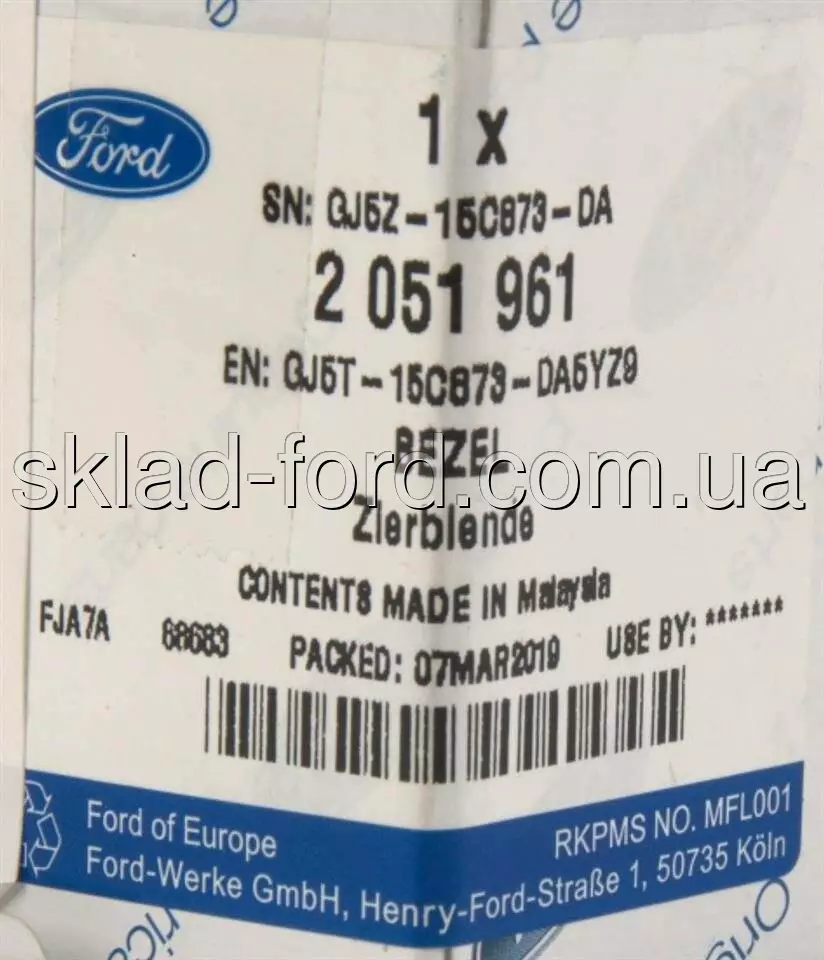 Ford
1 x
SN: GJ5Z-15C873-DA
2 051 961
EN: GJ5T-15C873-DA5YZ9
BEZEL
sklad-ford.com.ua
Zierblende
CONTENTS MADE IN Malaysia
FJA7A 68683 PACKED: 07MAR2019 USE BY: *******
Ford of Europe RKPMS NO. MFL001
Ford-Werke GmbH, Henry-Ford-Straße 1, 50735 Köln